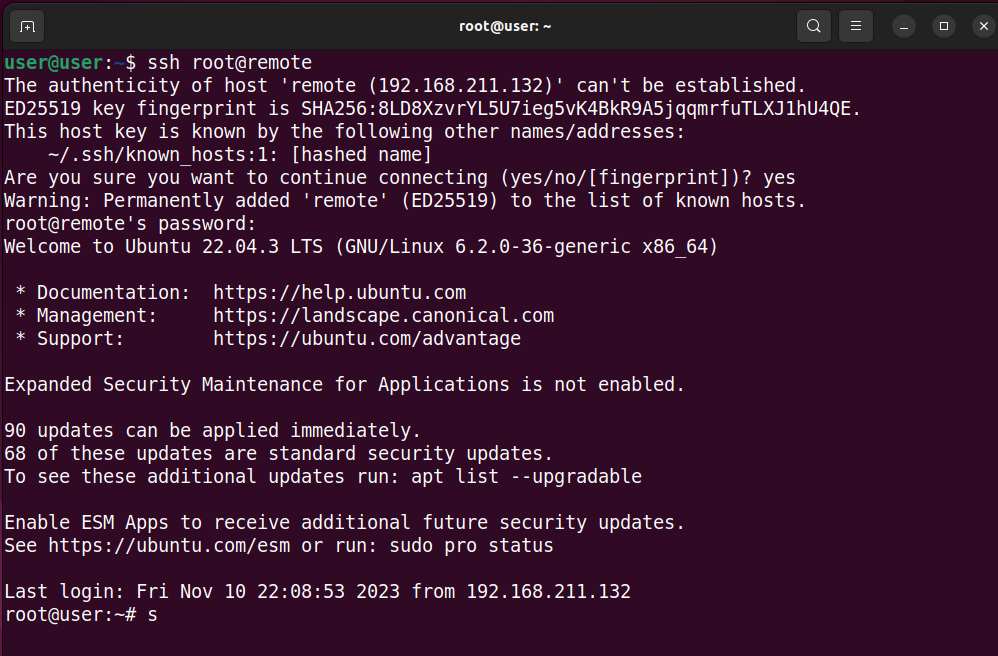 root@user: ~
user@user:~$ ssh root@remote
The authenticity of host 'remote (192.168.211.132)' can't be established.
ED25519 key fingerprint is SHA256:8LD8XzvrYL5U7ieg5vK4BkR9A5jqqmrfuTLXJ1hU4QE.
This host key is known by the following other names/addresses:
    ~/.ssh/known_hosts:1: [hashed name]
Are you sure you want to continue connecting (yes/no/[fingerprint])? yes
Warning: Permanently added 'remote' (ED25519) to the list of known hosts.
root@remote's password:
Welcome to Ubuntu 22.04.3 LTS (GNU/Linux 6.2.0-36-generic x86_64)

 * Documentation:  https://help.ubuntu.com
 * Management:     https://landscape.canonical.com
 * Support:        https://ubuntu.com/advantage

Expanded Security Maintenance for Applications is not enabled.

90 updates can be applied immediately.
68 of these updates are standard security updates.
To see these additional updates run: apt list --upgradable

Enable ESM Apps to receive additional future security updates.
See https://ubuntu.com/esm or run: sudo pro status

Last login: Fri Nov 10 22:08:53 2023 from 192.168.211.132
root@user:~# s